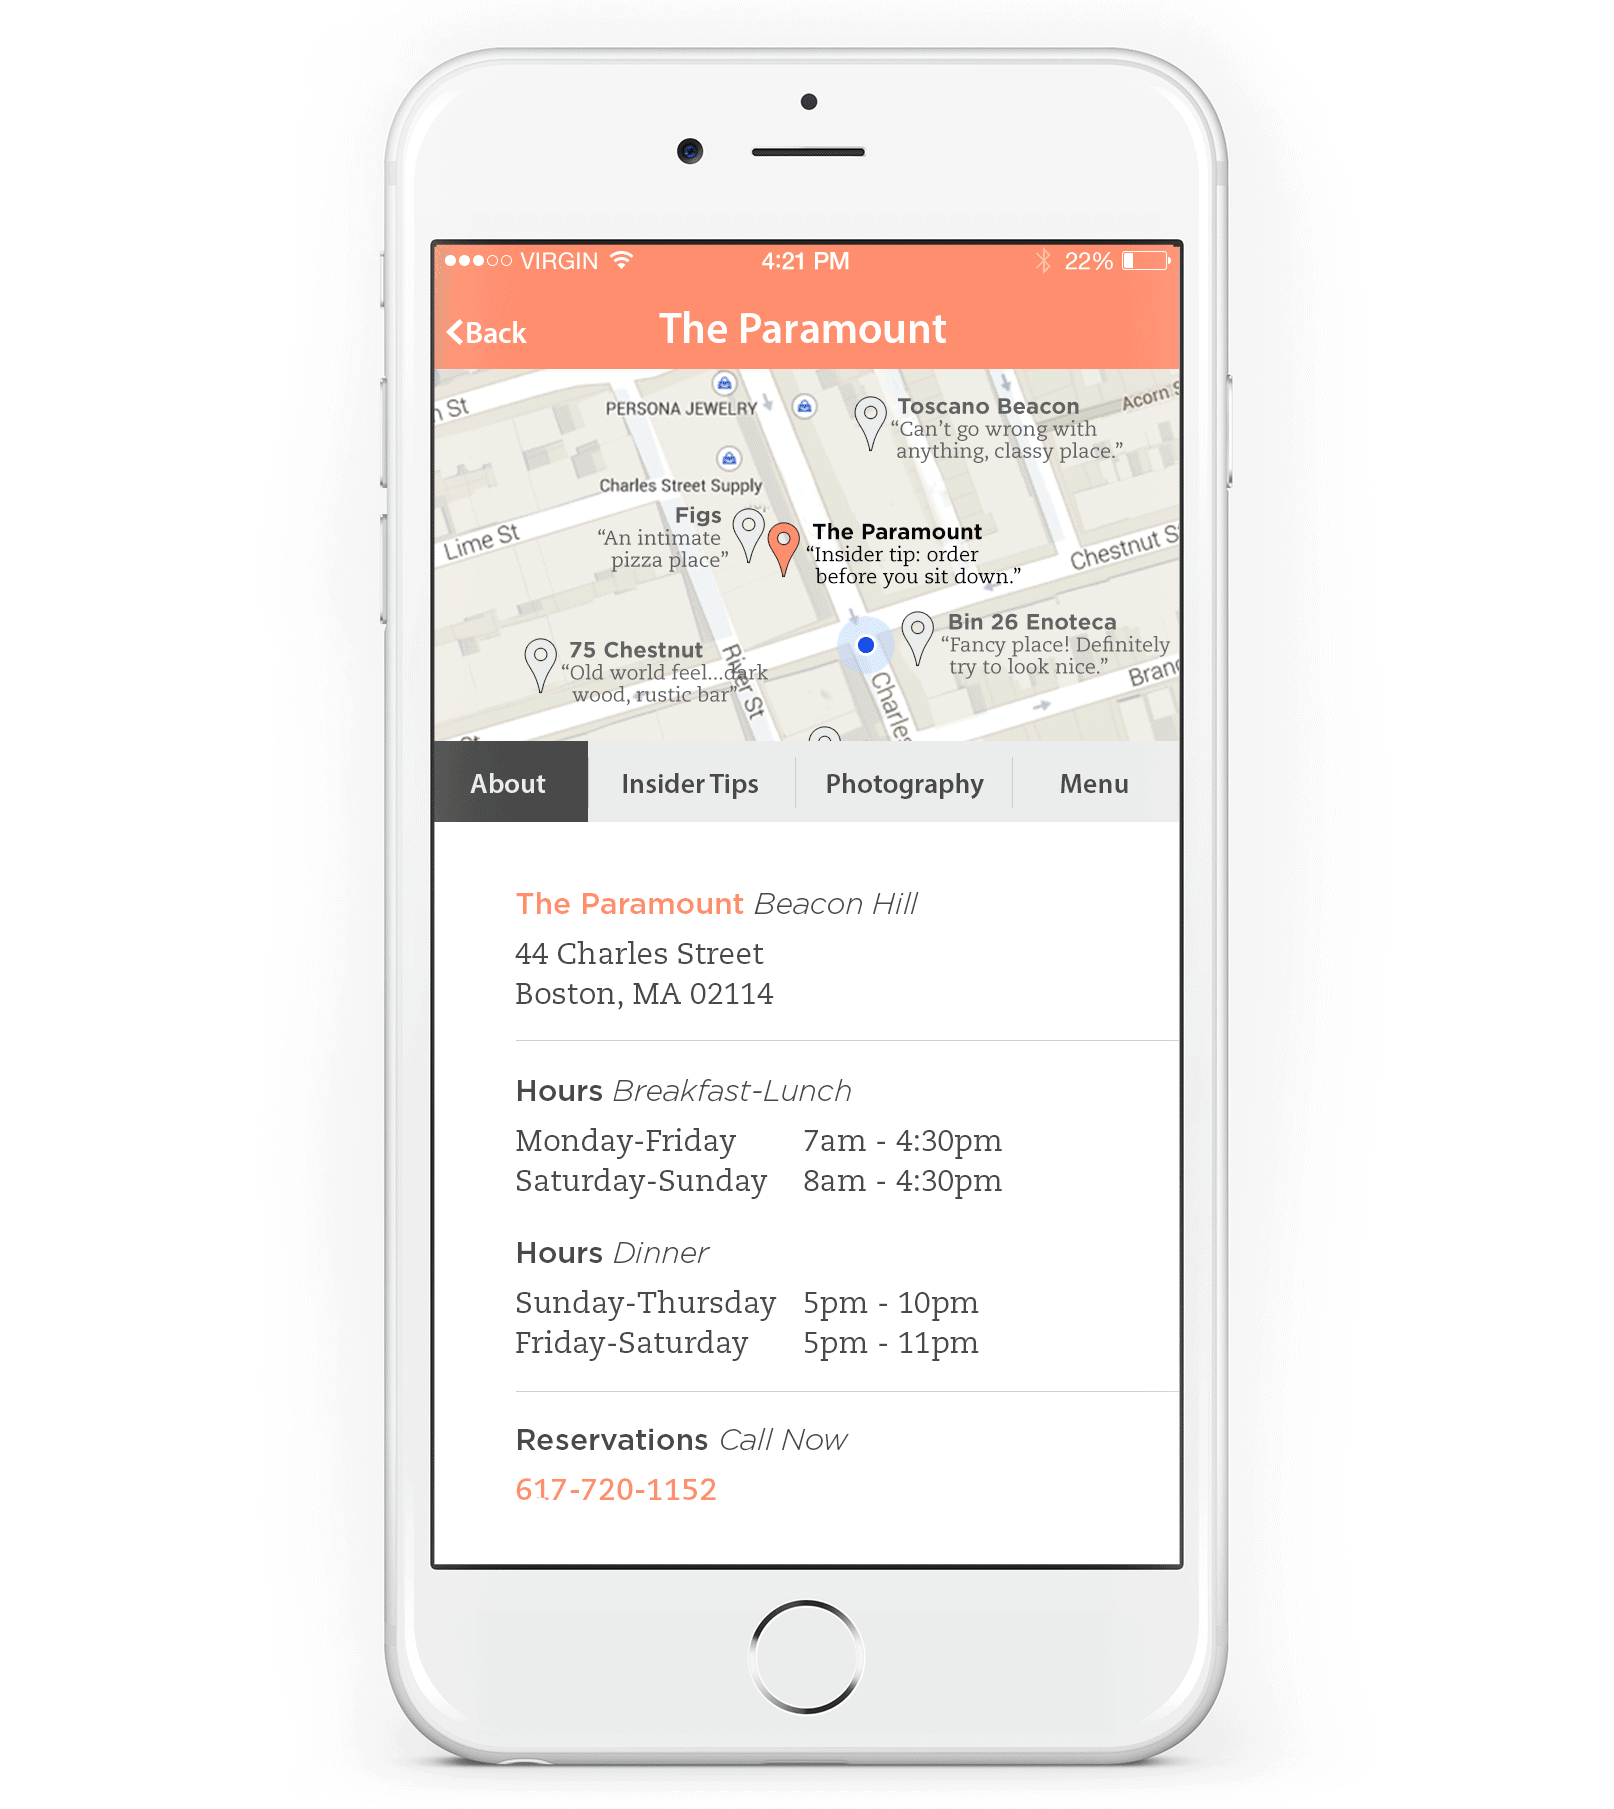 VIRGIN 4:21 PM 22%
Back The Paramount
PERSONA JEWELRY
Toscano Beacon
“Can’t go wrong with
anything, classy place.”
Acorn S
n St
Charles Street Supply
Figs
“An intimate
pizza place”
The Paramount
“Insider tip: order
before you sit down.”
Lime St
Chestnut S
Bin 26 Enoteca
“Fancy place! Definitely
try to look nice.”
75 Chestnut
“Old world feel...dark
wood, rustic bar”
River St
Charles
Branc
About Insider Tips Photography Menu
The Paramount Beacon Hill
44 Charles Street
Boston, MA 02114
Hours Breakfast-Lunch
Monday-Friday 7am - 4:30pm
Saturday-Sunday 8am - 4:30pm
Hours Dinner
Sunday-Thursday 5pm - 10pm
Friday-Saturday 5pm - 11pm
Reservations Call Now
617-720-1152